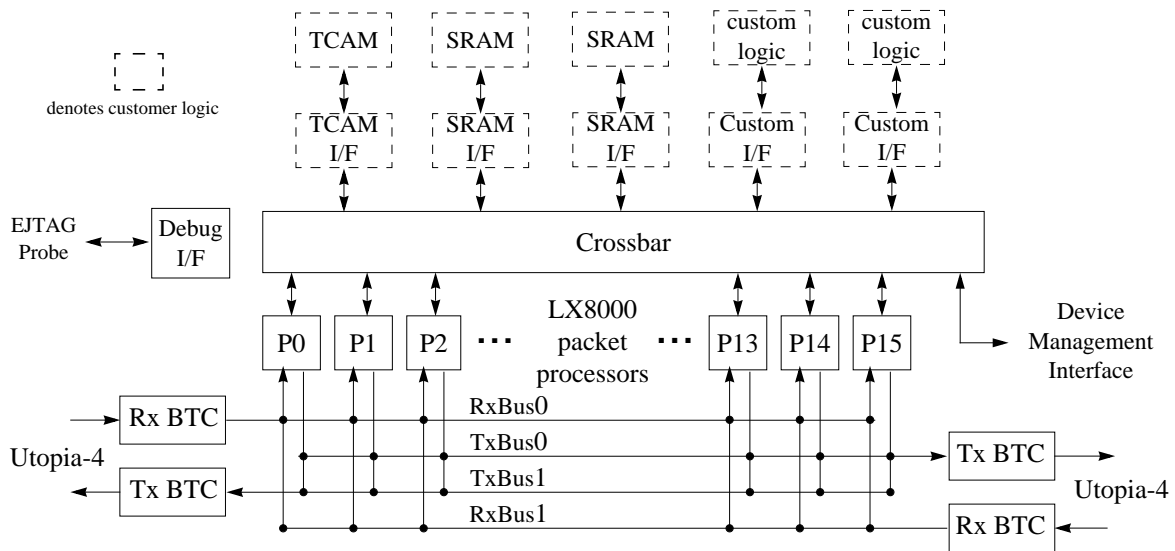 TCAM
SRAM
SRAM
custom
logic
custom
logic
denotes customer logic
TCAM
I/F
SRAM
I/F
SRAM
I/F
Custom
I/F
Custom
I/F
EJTAG
Probe
Debug
I/F
Crossbar
P0
P1
P2
...
LX8000
packet
processors
...
P13
P14
P15
Device
Management
Interface
Rx BTC
RxBus0
Utopia-4
TxBus0
Tx BTC
Tx BTC
TxBus1
Utopia-4
RxBus1
Rx BTC